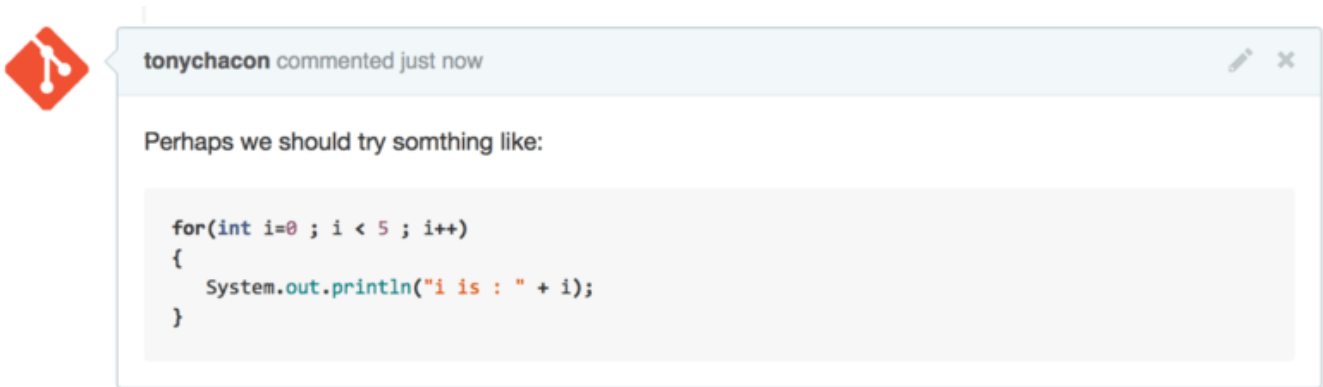 tonychacon commented just now
Perhaps we should try somthing like:
for(int i=0 ; i < 5 ; i++)
{
   System.out.println("i is : " + i);
}